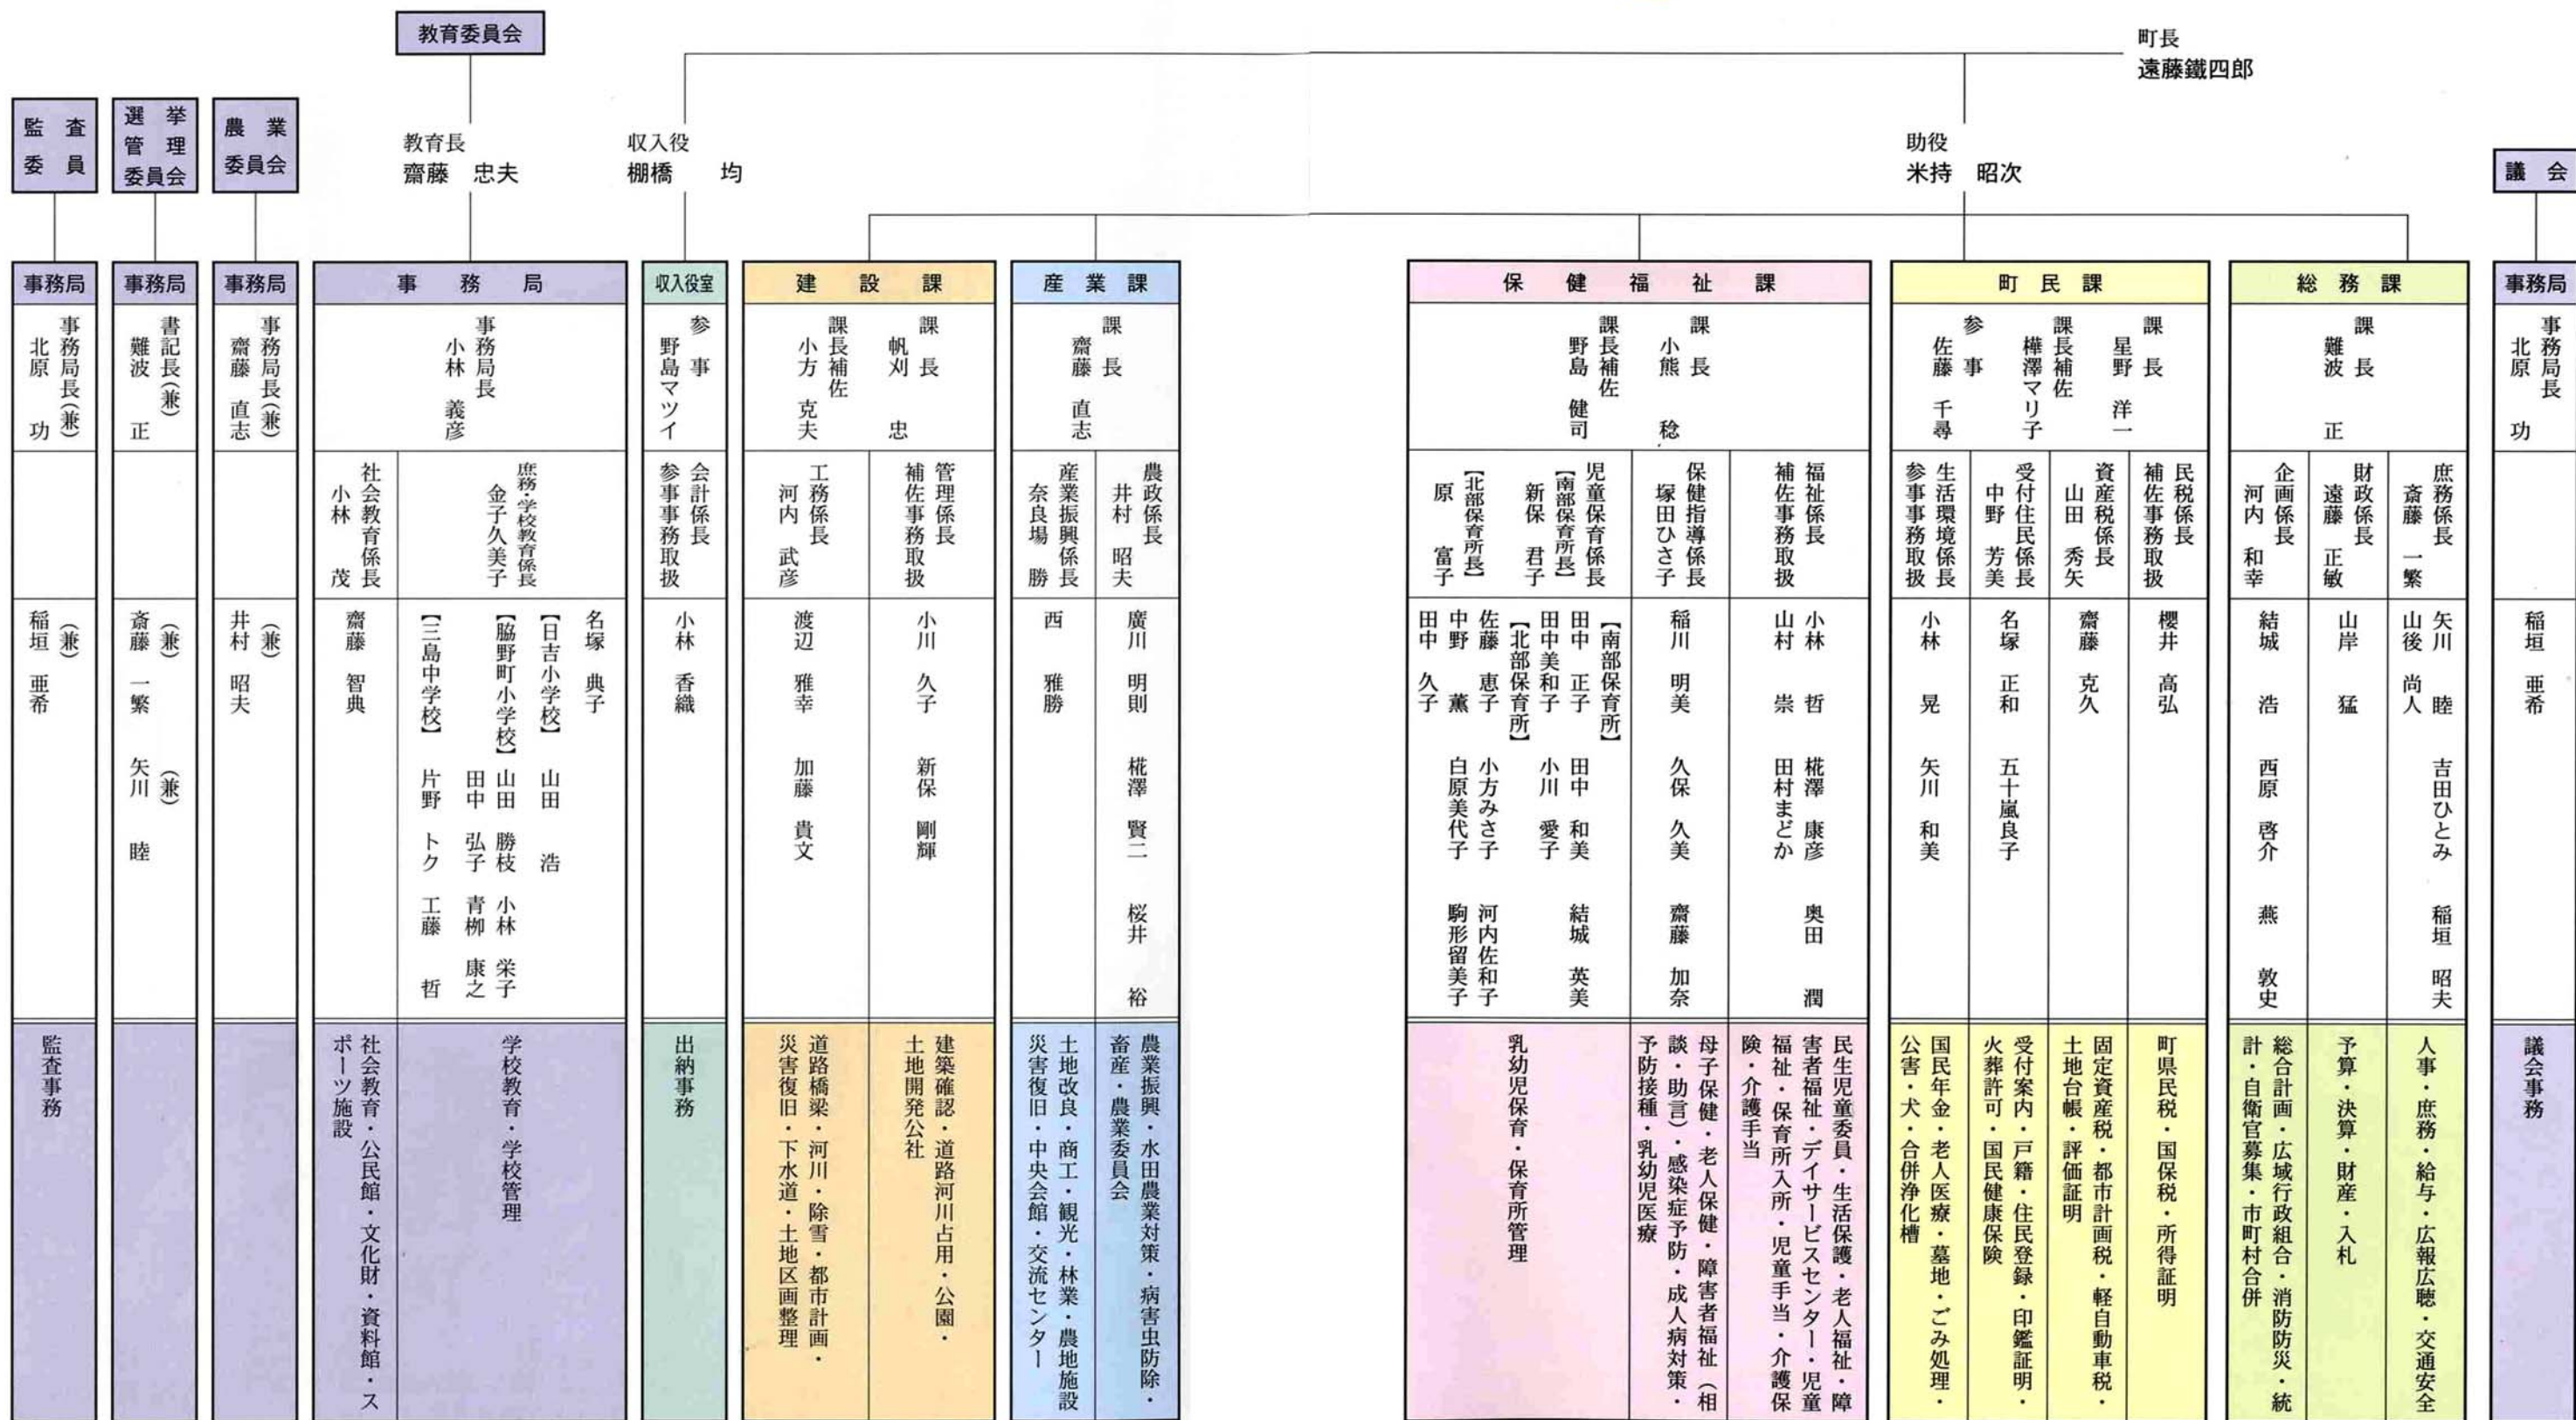 町長
遠藤鐵四郎
助役
米持　昭次
収入役
棚橋　均
教育委員会
教育長
齋藤　忠夫
議会
事務局
事務局長
北原　功
稲垣　亜希
議会事務
総務課
課長
難波　正
庶務係長
斎藤　一繁
矢川　睦　吉田ひとみ　稲垣　昭夫
山後　尚人
人事・庶務・給与・広報広聴・交通安全
財政係長
遠藤　正敏
山岸　猛
予算・決算・財産・入札
企画係長
河内　和幸
結城　浩　西原　啓介　燕　敦史
総合計画・広域行政組合・消防防災・統
計・自衛官募集・市町村合併
町民課
課長
星野　洋一
課長補佐
樺澤マリ子
参事
佐藤　千尋
民税係長
補佐事務取扱
櫻井　高弘
町県民税・国保税・所得証明
資産税係長
山田　秀矢
齋藤　克久
固定資産税・都市計画税・軽自動車税・
土地台帳・評価証明
受付住民係長
中野　芳美
名塚　正和　五十嵐良子
受付案内・戸籍・住民登録・印鑑証明・
火葬許可・国民健康保険
生活環境係長
参事事務取扱
小林　晃　矢川　和美
国民年金・老人医療・墓地・ごみ処理・
公害・犬・合併浄化槽
保健福祉課
課長
小熊　稔
課長補佐
野島　健司
福祉係長
補佐事務取扱
小林　哲　椛澤　康彦　奥田　潤
山村　崇　田村まどか
民生児童委員・生活保護・老人福祉・障
害者福祉・デイサービスセンター・児童
福祉・保育所入所・児童手当・介護保
険・介護手当
保健指導係長
塚田ひさ子
稲川　明美　久保　久美　齋藤　加奈
母子保健・老人保健・障害者福祉（相
談・助言）・感染症予防・成人病対策・
予防接種・乳幼児医療
児童保育係長
【南部保育所長】
新保　君子
【北部保育所長】
原　富子
【南部保育所】
田中　正子　田中　和美　結城　英美
田中美和子　小川　愛子
【北部保育所】
佐藤　恵子　小方みさ子　河内佐和子
中野　薫　白原美代子　駒形留美子
田中　久子
乳幼児保育・保育所管理
産業課
課長
齋藤　直志
農政係長
井村　昭夫
廣川　明則　椛澤　賢二　桜井　裕
農業振興・水田農業対策・病害虫防除・
畜産・農業委員会
産業振興係長
奈良場　勝
西　雅勝
土地改良・商工・観光・林業・農地施設
災害復旧・中央会館・交流センター
建設課
課長
帆刈　忠
課長補佐
小方　克夫
管理係長
補佐事務取扱
小川　久子　新保　剛輝
建築確認・道路河川占用・公園・
土地開発公社
工務係長
河内　武彦
渡辺　雅幸　加藤　貴文
道路橋梁・河川・除雪・都市計画・
災害復旧・下水道・土地区画整理
収入役室
参事
野島マツイ
会計係長
参事事務取扱
小林　香織
出納事務
事務局
事務局長
小林　義彦
庶務・学校教育係長
金子久美子
名塚　典子
【日吉小学校】　山田　浩
【脇野町小学校】山田　勝枝　小林　栄子
田中　弘子　青柳　康之
【三島中学校】　片野　トク　工藤　哲
学校教育・学校管理
社会教育係長
小林　茂
齋藤　智典
社会教育・公民館・文化財・資料館・ス
ポーツ施設
農業
委員会
事務局
事務局長（兼）
齋藤　直志
（兼）
井村　昭夫
選挙
管理
委員会
事務局
書記長（兼）
難波　正
（兼）　（兼）
斎藤　一繁　矢川　睦
監査
委員
事務局
事務局長（兼）
北原　功
（兼）
稲垣　亜希
監査事務